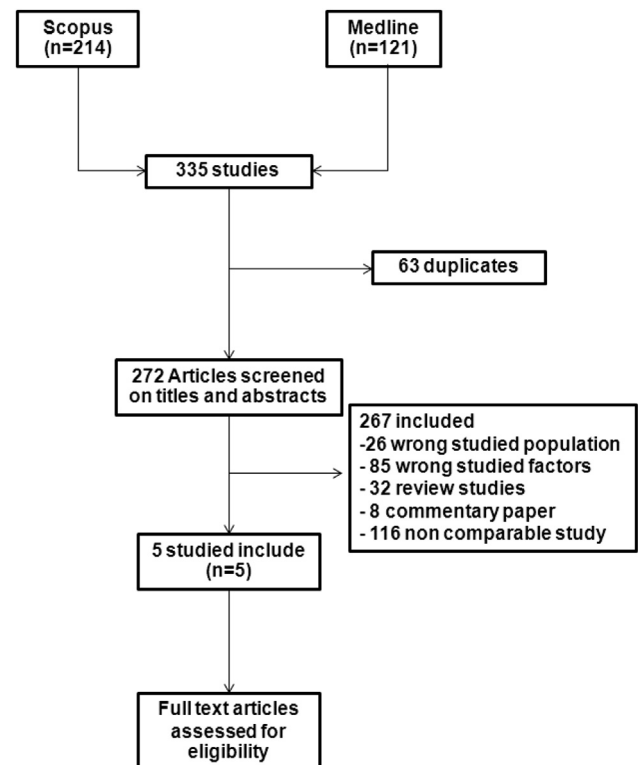 Scopus
(n=214)
Medline
(n=121)
335 studies
63 duplicates
272 Articles screened
on titles and abstracts
267 included
-26 wrong studied population
- 85 wrong studied factors
- 32 review studies
- 8 commentary paper
- 116 non comparable study
5 studied include
(n=5)
Full text articles
assessed for
eligibility